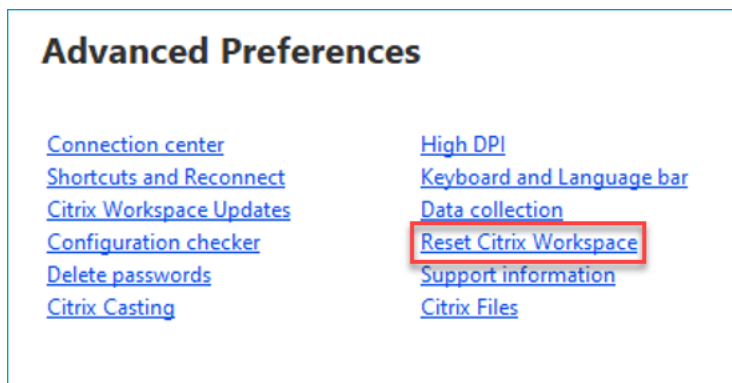 Advanced Preferences
Connection center
Shortcuts and Reconnect
Citrix Workspace Updates
Configuration checker
Delete passwords
Citrix Casting
High DPI
Keyboard and Language bar
Data collection
Reset Citrix Workspace
Support information
Citrix Files